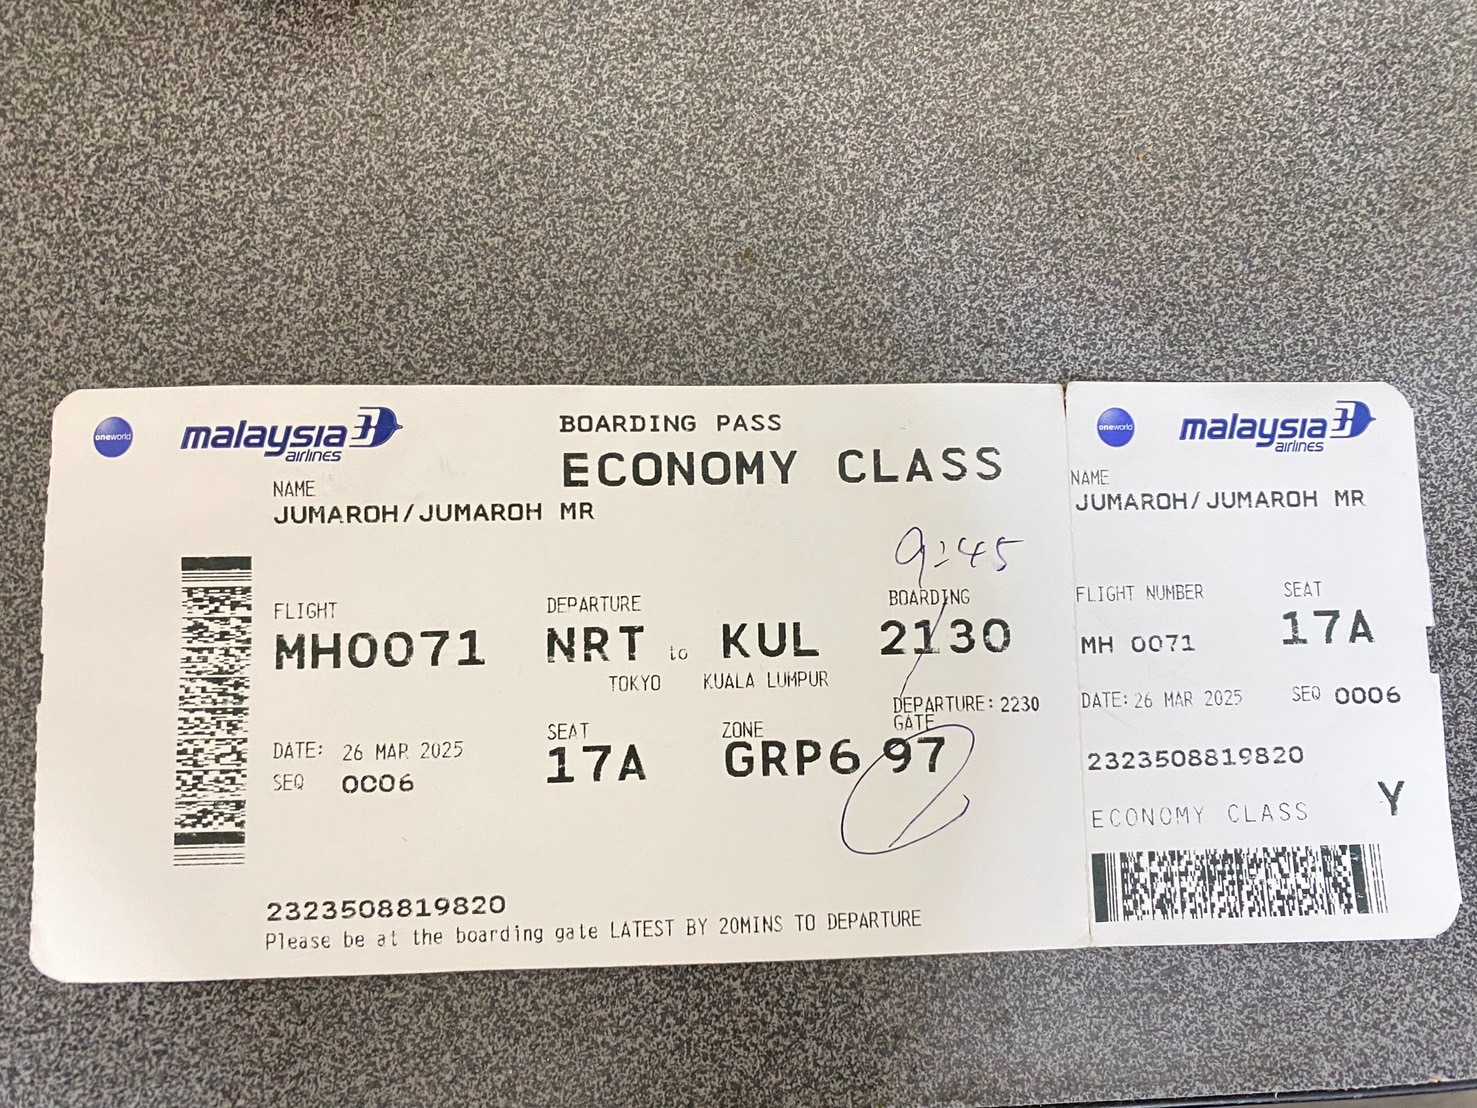 oneworld
malaysia
airlines
BOARDING PASS
ECONOMY CLASS
NAME
JUMAROH/JUMAROH MR
9:45
FLIGHT
MH0071
DEPARTURE
NRT to KUL
TOKYO KUALA LUMPUR
BOARDING
2130
DEPARTURE: 2230
DATE: 26 MAR 2025
SEQ 0006
SEAT
17A
ZONE
GRP6
GATE
97
2323508819820
Please be at the boarding gate LATEST BY 20MINS TO DEPARTURE
oneworld
malaysia
airlines
NAME
JUMAROH/JUMAROH MR
FLIGHT NUMBER SEAT
MH 0071 17A
DATE: 26 MAR 2025 SEQ 0006
2323508819820
ECONOMY CLASS Y